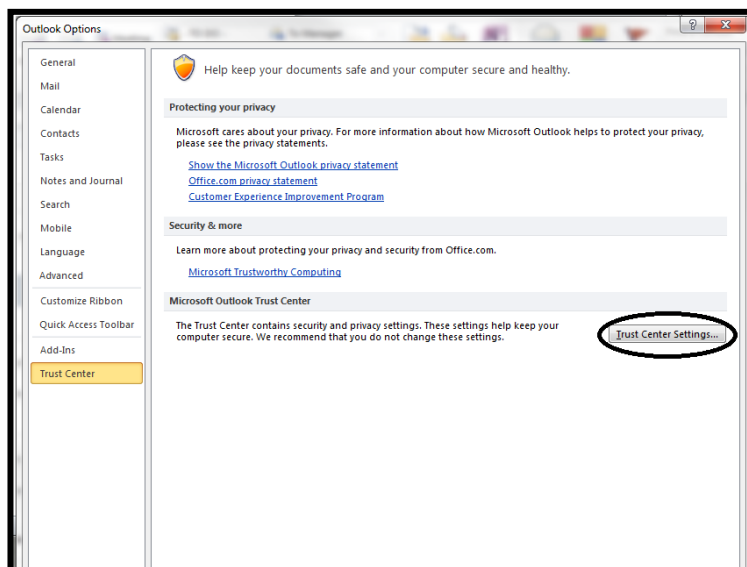 Outlook Options
General
Mail
Calendar
Contacts
Tasks
Notes and Journal
Search
Mobile
Language
Advanced
Customize Ribbon
Quick Access Toolbar
Add-Ins
Trust Center
Help keep your documents safe and your computer secure and healthy.
Protecting your privacy
Microsoft cares about your privacy. For more information about how Microsoft Outlook helps to protect your privacy,
please see the privacy statements.
Show the Microsoft Outlook privacy statement
Office.com privacy statement
Customer Experience Improvement Program
Security & more
Learn more about protecting your privacy and security from Office.com.
Microsoft Trustworthy Computing
Microsoft Outlook Trust Center
The Trust Center contains security and privacy settings. These settings help keep your
computer secure. We recommend that you do not change these settings.
Trust Center Settings...